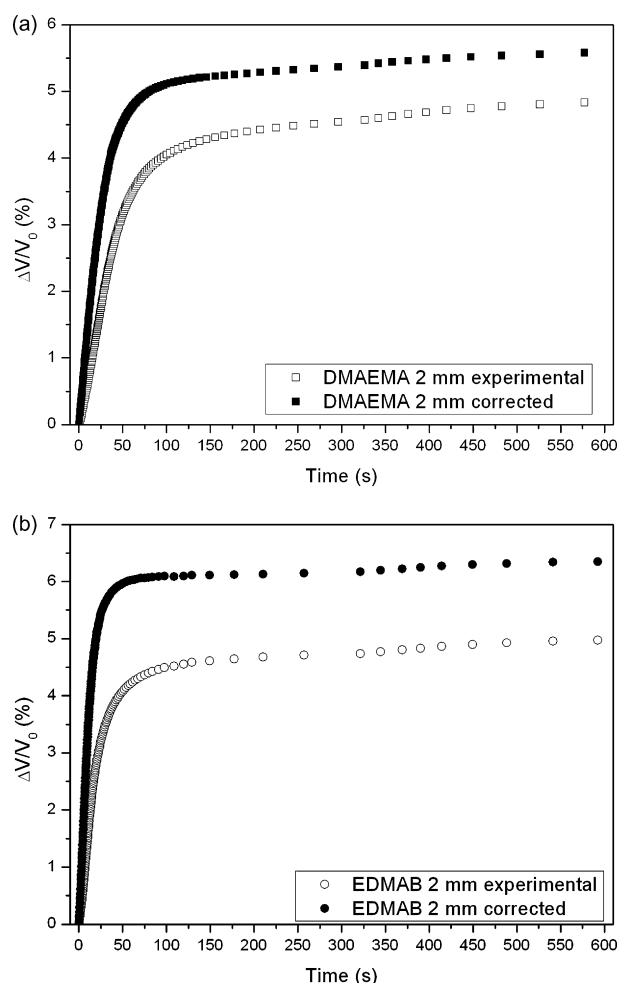 (a)
6
5
4
3
2
1
0
ΔV/V₀ (%)
DMAEMA 2 mm experimental
DMAEMA 2 mm corrected
0 50 100 150 200 250 300 350 400 450 500 550 600
Time (s)
(b)
7
6
5
4
3
2
1
0
ΔV/V₀ (%)
EDMAB 2 mm experimental
EDMAB 2 mm corrected
0 50 100 150 200 250 300 350 400 450 500 550 600
Time (s)